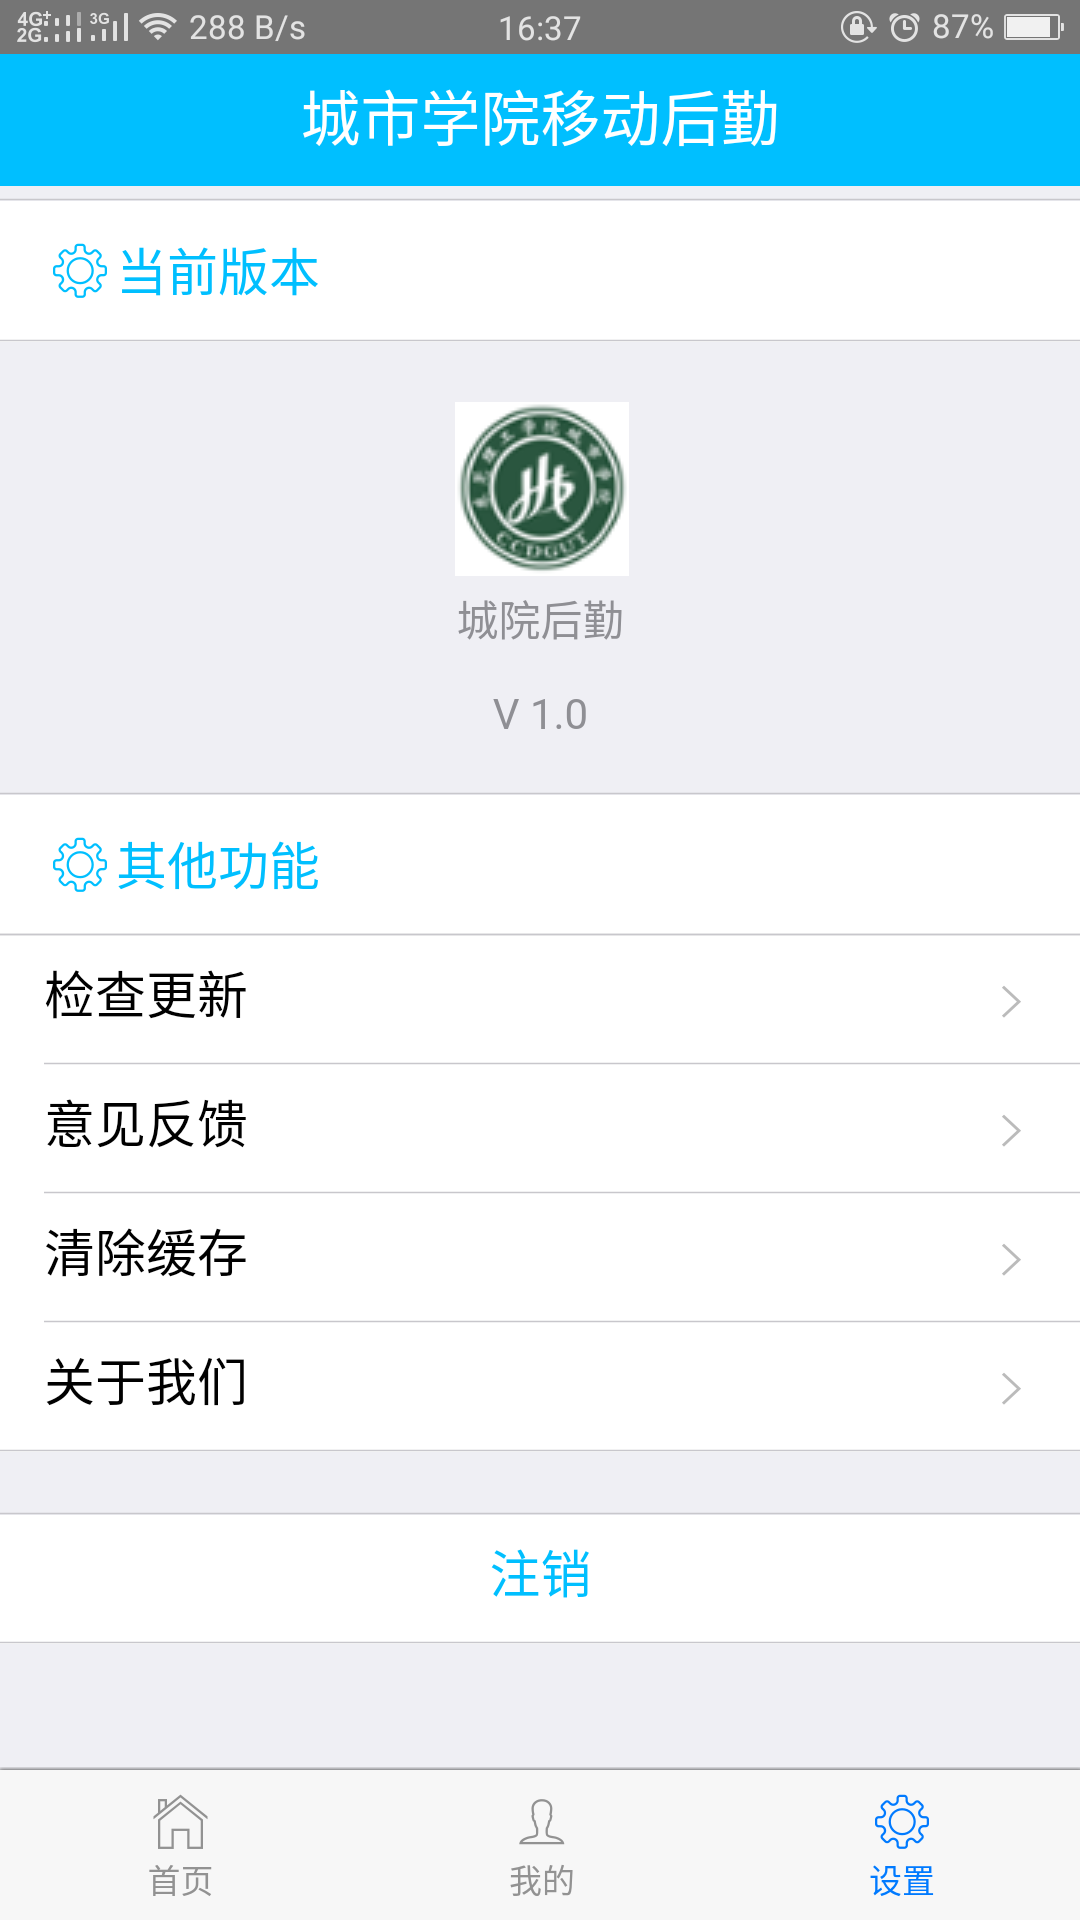 4G+ 2G 3G 288 B/s 16:37 87%
城市学院移动后勤
当前版本
CCDGUT
城院后勤
V 1.0
其他功能
检查更新
意见反馈
清除缓存
关于我们
注销
首页 我的 设置